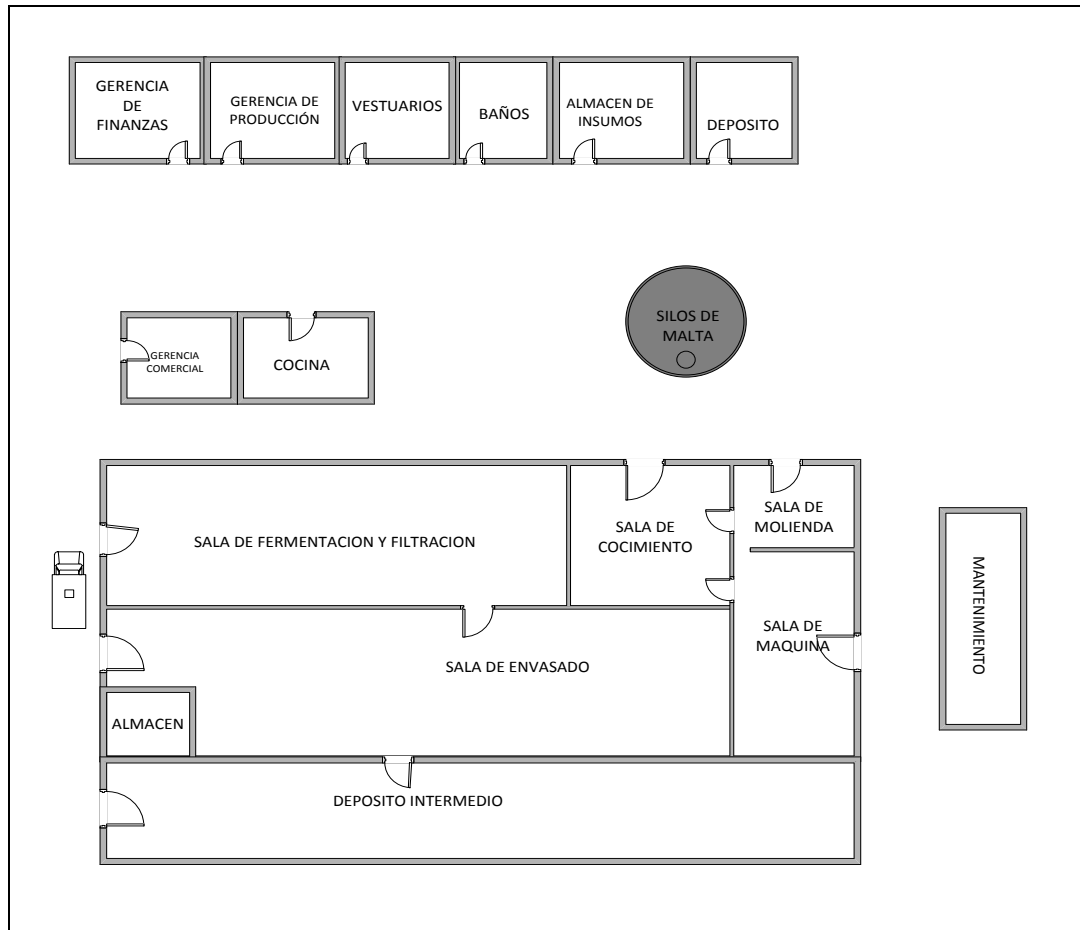 GERENCIA
DE
FINANZAS
GERENCIA DE
PRODUCCIÓN
VESTUARIOS
BAÑOS
ALMACEN DE
INSUMOS
DEPOSITO
GERENCIA
COMERCIAL
COCINA
SILOS DE
MALTA
SALA DE FERMENTACION Y FILTRACION
SALA DE
COCIMIENTO
SALA DE
MOLIENDA
SALA DE
MAQUINA
MANTENIMIENTO
SALA DE ENVASADO
ALMACEN
DEPOSITO INTERMEDIO